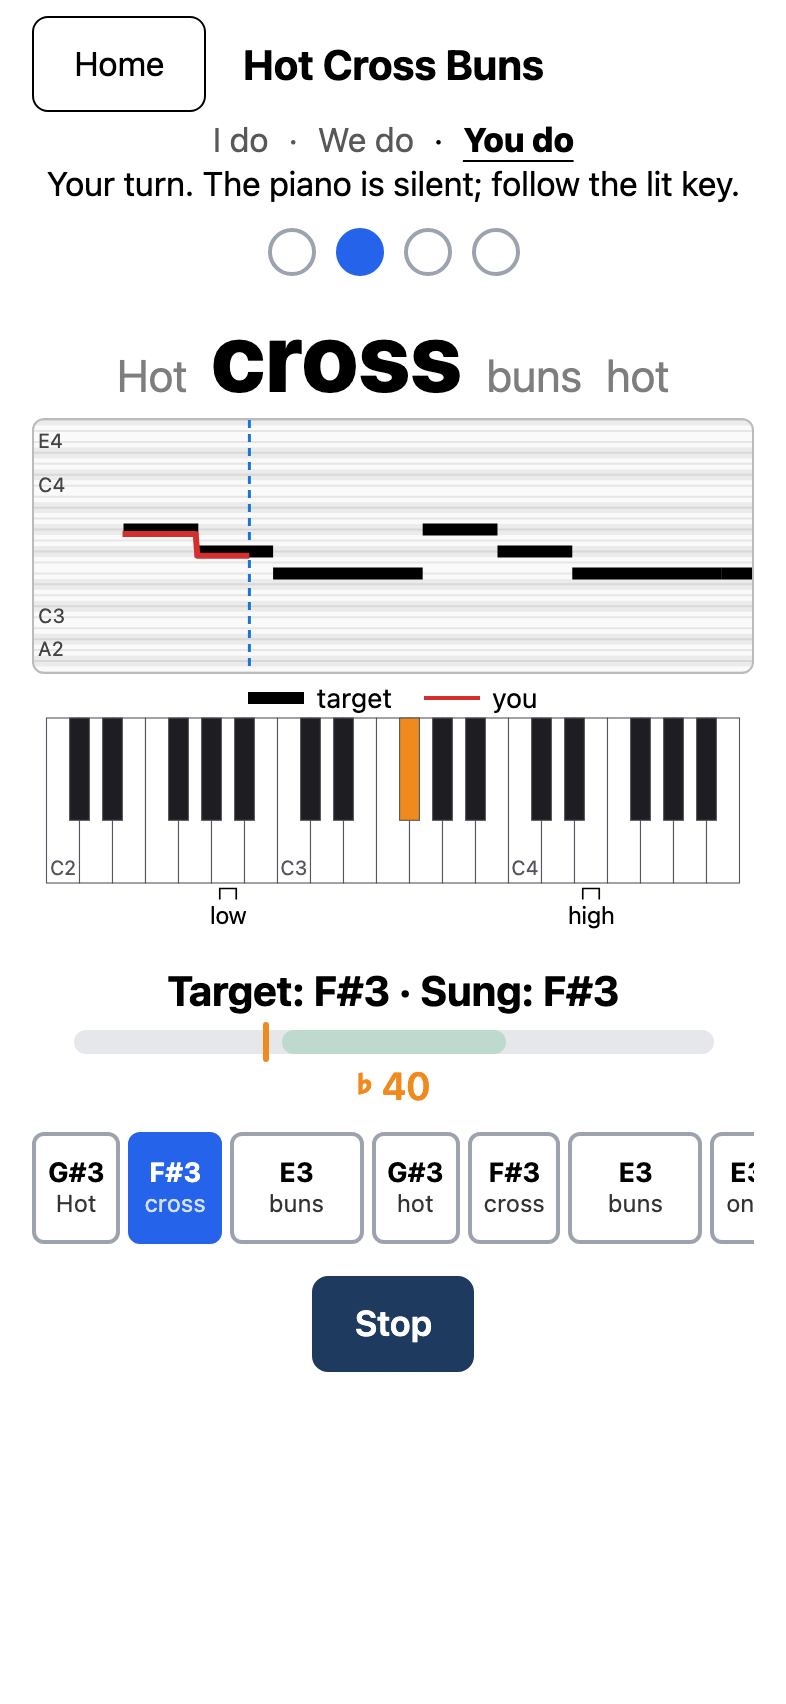 Home
Hot Cross Buns
I do · We do · You do
Your turn. The piano is silent; follow the lit key.
Hot cross buns hot
E4
C4
C3
A2
target you
C2 C3 C4
low high
Target: F#3 · Sung: F#3
♭ 40
G#3 F#3 E3 G#3 F#3 E3 E3
Hot cross buns hot cross buns on
Stop